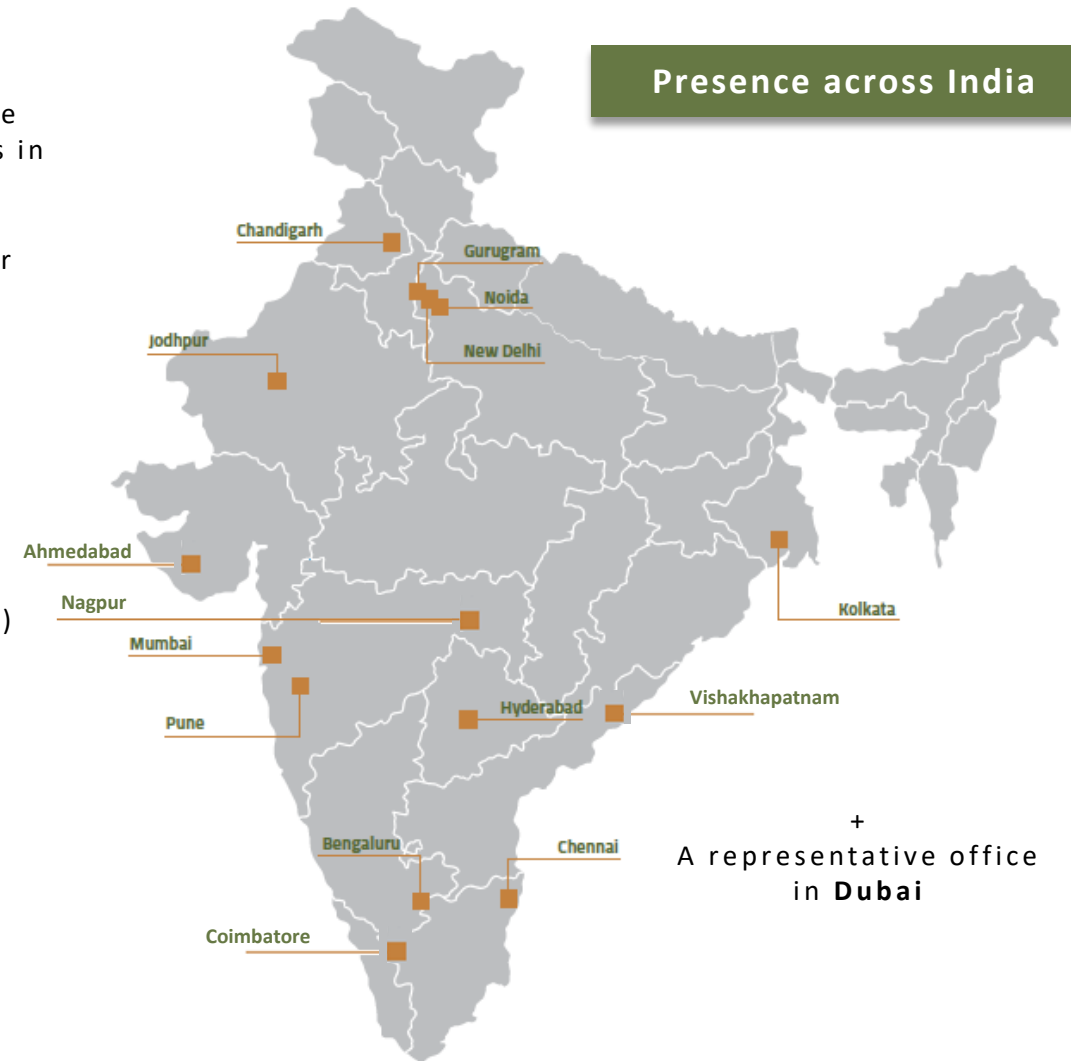 Presence across India
e
s in
r
Chandigarh
Gurugram
Noida
Jodhpur
New Delhi
Ahmedabad
Nagpur
)
Kolkata
Mumbai
Vishakhapatnam
Hyderabad
Pune
+
Bengaluru
Chennai
A representative office
in Dubai
Coimbatore